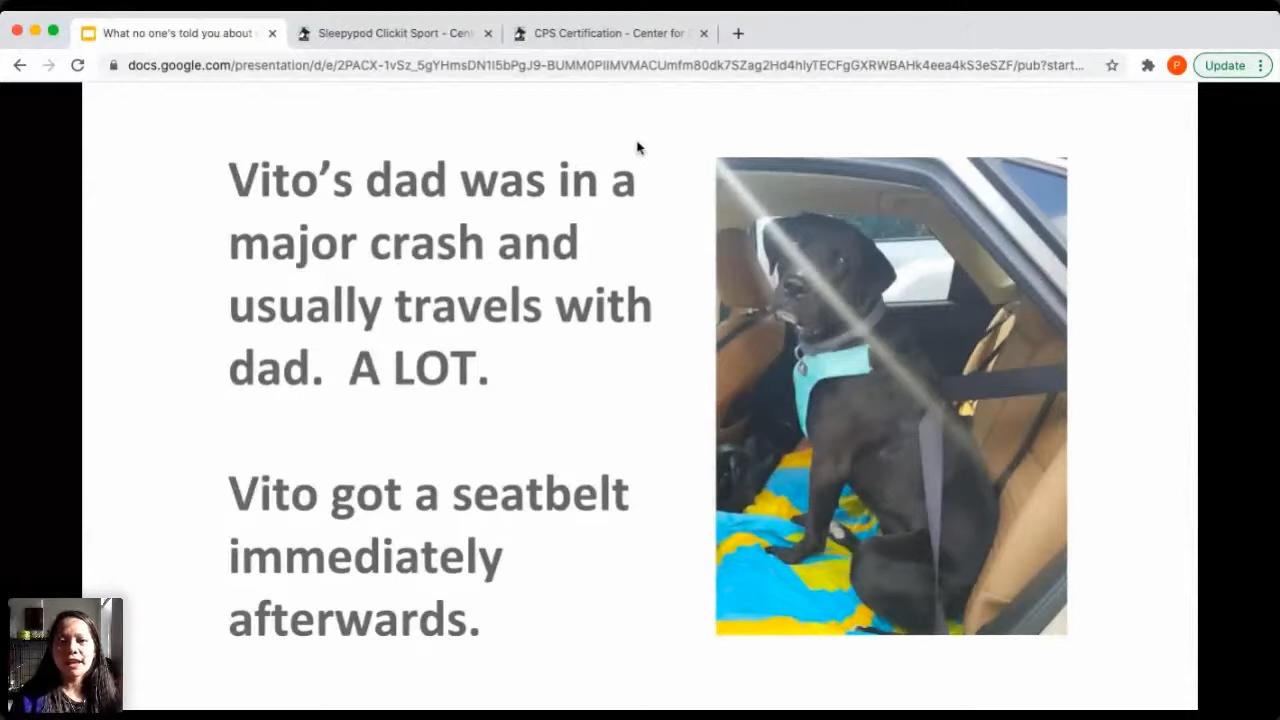 What no one's told you about
Sleepypod Clickit Sport - Cen
CPS Certification - Center for
docs.google.com/presentation/d/e/2PACX-1vSz_5gYHmsDN1I5bPgJ9-BUMM0PIIMVMACUmfm80dk7SZag2Hd4hlyTECFgGXRWBAHk4eea4kS3eSZF/pub?start...
P
Update
Vito's dad was in a
major crash and
usually travels with
dad. A LOT.
Vito got a seatbelt
immediately
afterwards.